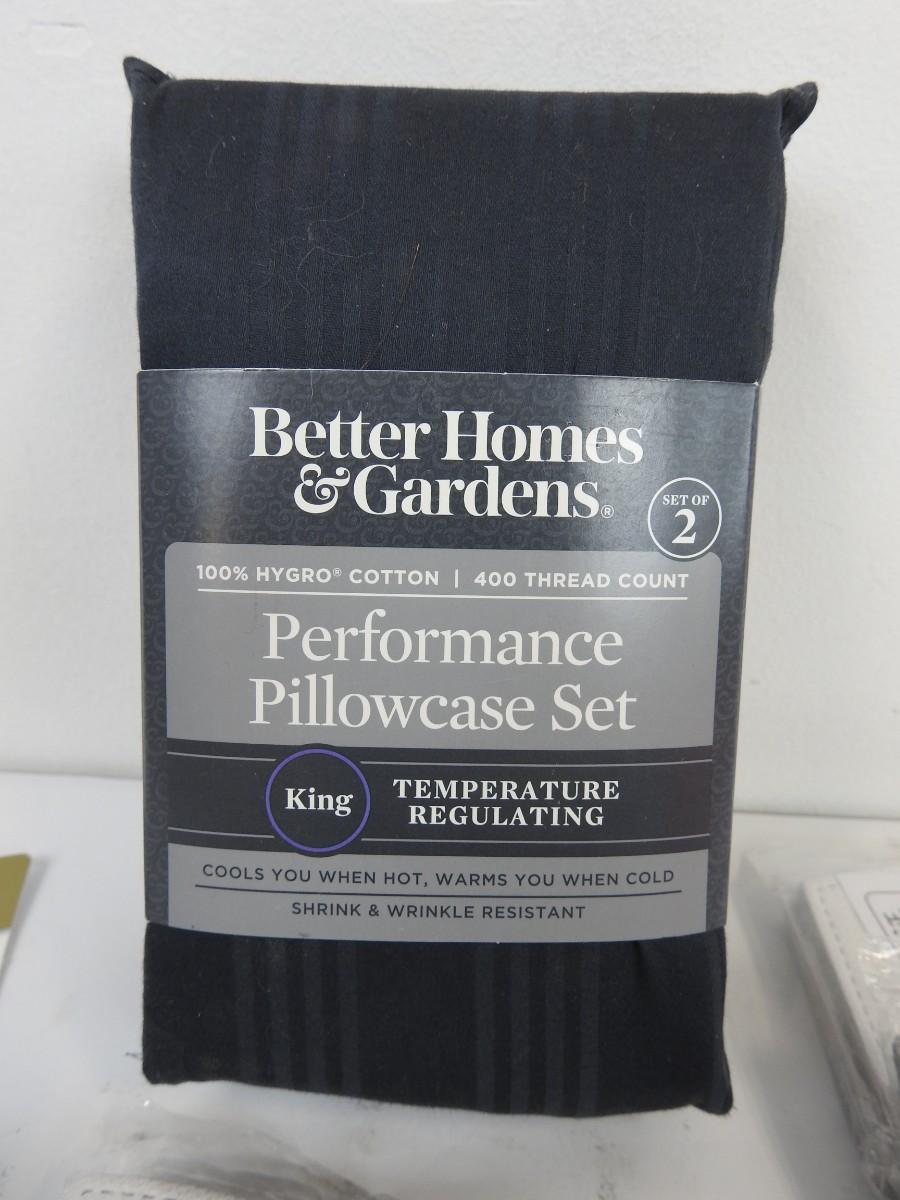 Better Homes
& Gardens®
SET OF
2
100% HYGRO® COTTON | 400 THREAD COUNT
Performance
Pillowcase Set
King
TEMPERATURE
REGULATING
COOLS YOU WHEN HOT, WARMS YOU WHEN COLD
SHRINK & WRINKLE RESISTANT